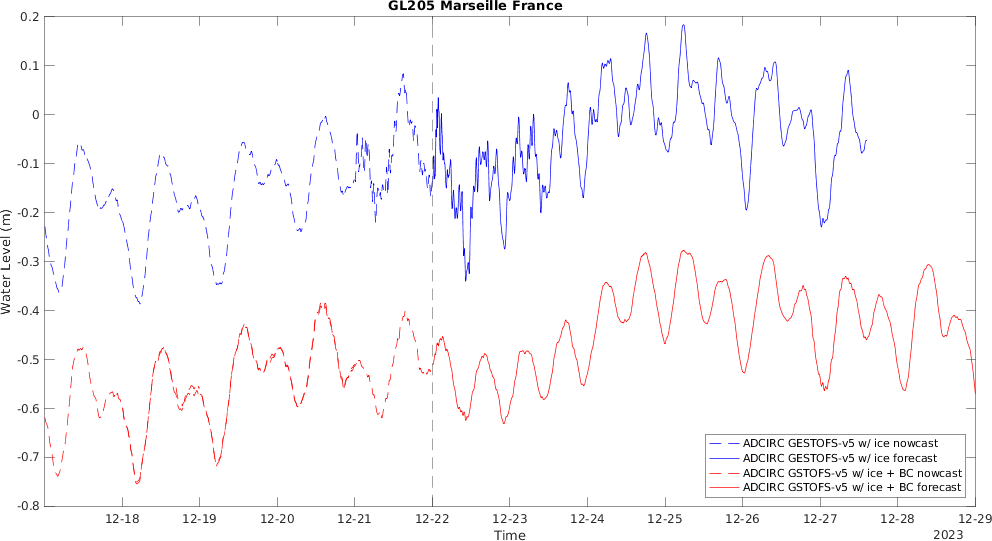 GL205 Marseille France
0.2
0.1
0
-0.1
-0.2
-0.3
-0.4
-0.5
-0.6
-0.7
-0.8
Water Level (m)
ADCIRC GESTOFS-v5 w/ ice nowcast
ADCIRC GESTOFS-v5 w/ ice forecast
ADCIRC GSTOFS-v5 w/ ice + BC nowcast
ADCIRC GSTOFS-v5 w/ ice + BC forecast
12-18 12-19 12-20 12-21 12-22 12-23 12-24 12-25 12-26 12-27 12-28 12-29
Time
2023